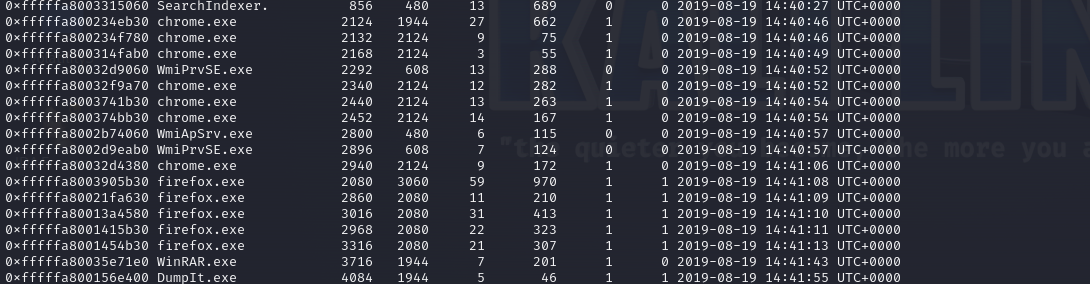 0×fffffa8003315060 SearchIndexer. 856 480 13 689 0 0 2019-08-19 14:40:27 UTC+0000
0×fffffa800234eb30 chrome.exe 2124 1944 27 662 1 0 2019-08-19 14:40:46 UTC+0000
0×fffffa800234f780 chrome.exe 2132 2124 9 75 1 0 2019-08-19 14:40:46 UTC+0000
0×fffffa800314fab0 chrome.exe 2168 2124 3 55 1 0 2019-08-19 14:40:49 UTC+0000
0×fffffa80032d9060 WmiPrvSE.exe 2292 608 13 288 0 0 2019-08-19 14:40:52 UTC+0000
0×fffffa80032f9a70 chrome.exe 2340 2124 12 282 1 0 2019-08-19 14:40:52 UTC+0000
0×fffffa8003741b30 chrome.exe 2440 2124 13 263 1 0 2019-08-19 14:40:54 UTC+0000
0×fffffa800374bb30 chrome.exe 2452 2124 14 167 1 0 2019-08-19 14:40:54 UTC+0000
0×fffffa8002b74060 WmiApSrv.exe 2800 480 6 115 0 0 2019-08-19 14:40:57 UTC+0000
0×fffffa8002d9eab0 WmiPrvSE.exe 2896 608 7 124 0 0 2019-08-19 14:40:57 UTC+0000
0×fffffa80032d4380 chrome.exe 2940 2124 9 172 1 0 2019-08-19 14:41:06 UTC+0000
0×fffffa8003905b30 firefox.exe 2080 3060 59 970 1 1 2019-08-19 14:41:08 UTC+0000
0×fffffa80021fa630 firefox.exe 2860 2080 11 210 1 1 2019-08-19 14:41:09 UTC+0000
0×fffffa80013a4580 firefox.exe 3016 2080 31 413 1 1 2019-08-19 14:41:10 UTC+0000
0×fffffa8001415b30 firefox.exe 2968 2080 22 323 1 1 2019-08-19 14:41:11 UTC+0000
0×fffffa8001454b30 firefox.exe 3316 2080 21 307 1 1 2019-08-19 14:41:13 UTC+0000
0×fffffa80035e71e0 WinRAR.exe 3716 1944 7 201 1 0 2019-08-19 14:41:43 UTC+0000
0×fffffa800156e400 DumpIt.exe 4084 1944 5 46 1 1 2019-08-19 14:41:55 UTC+0000